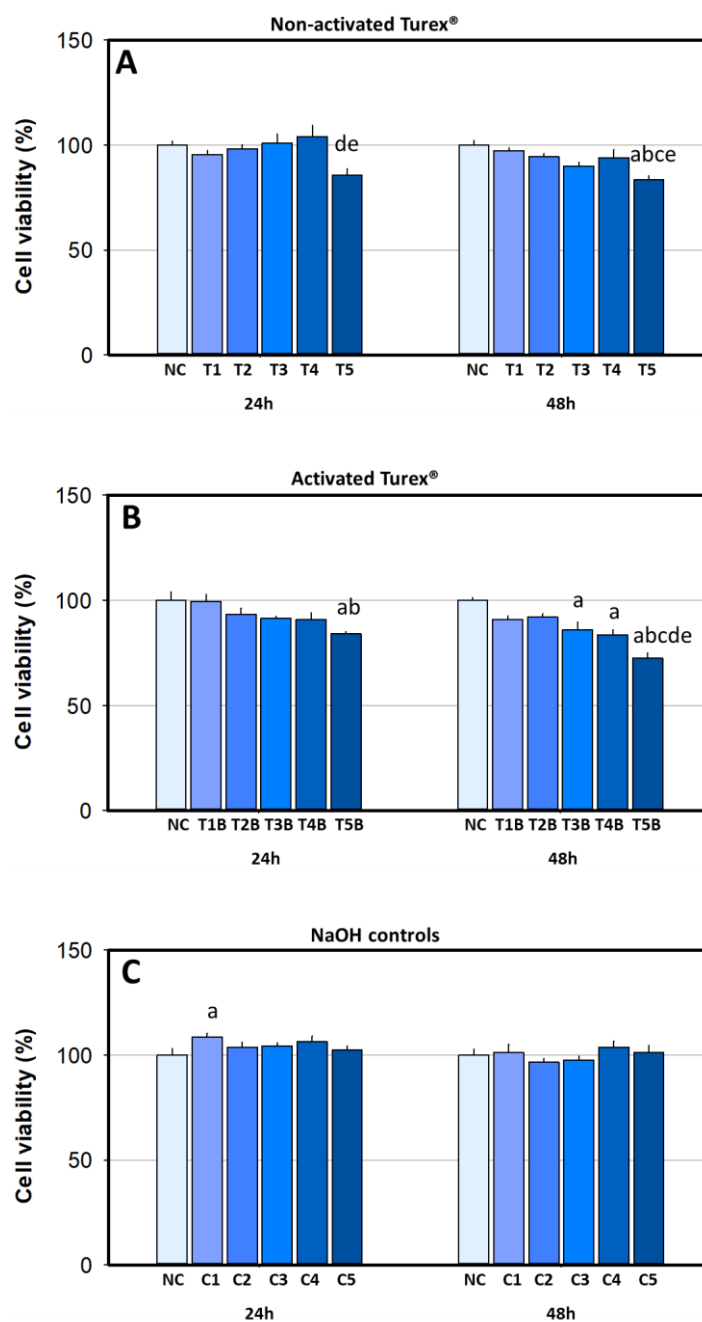 Non-activated Turex®
A
Cell viability (%)
150
100
50
0
de
abce
NC T1 T2 T3 T4 T5 NC T1 T2 T3 T4 T5
24h 48h
Activated Turex®
B
Cell viability (%)
150
100
50
0
ab
a a
abcde
NC T1B T2B T3B T4B T5B NC T1B T2B T3B T4B T5B
24h 48h
NaOH controls
C
Cell viability (%)
150
100
50
0
a
NC C1 C2 C3 C4 C5 NC C1 C2 C3 C4 C5
24h 48h